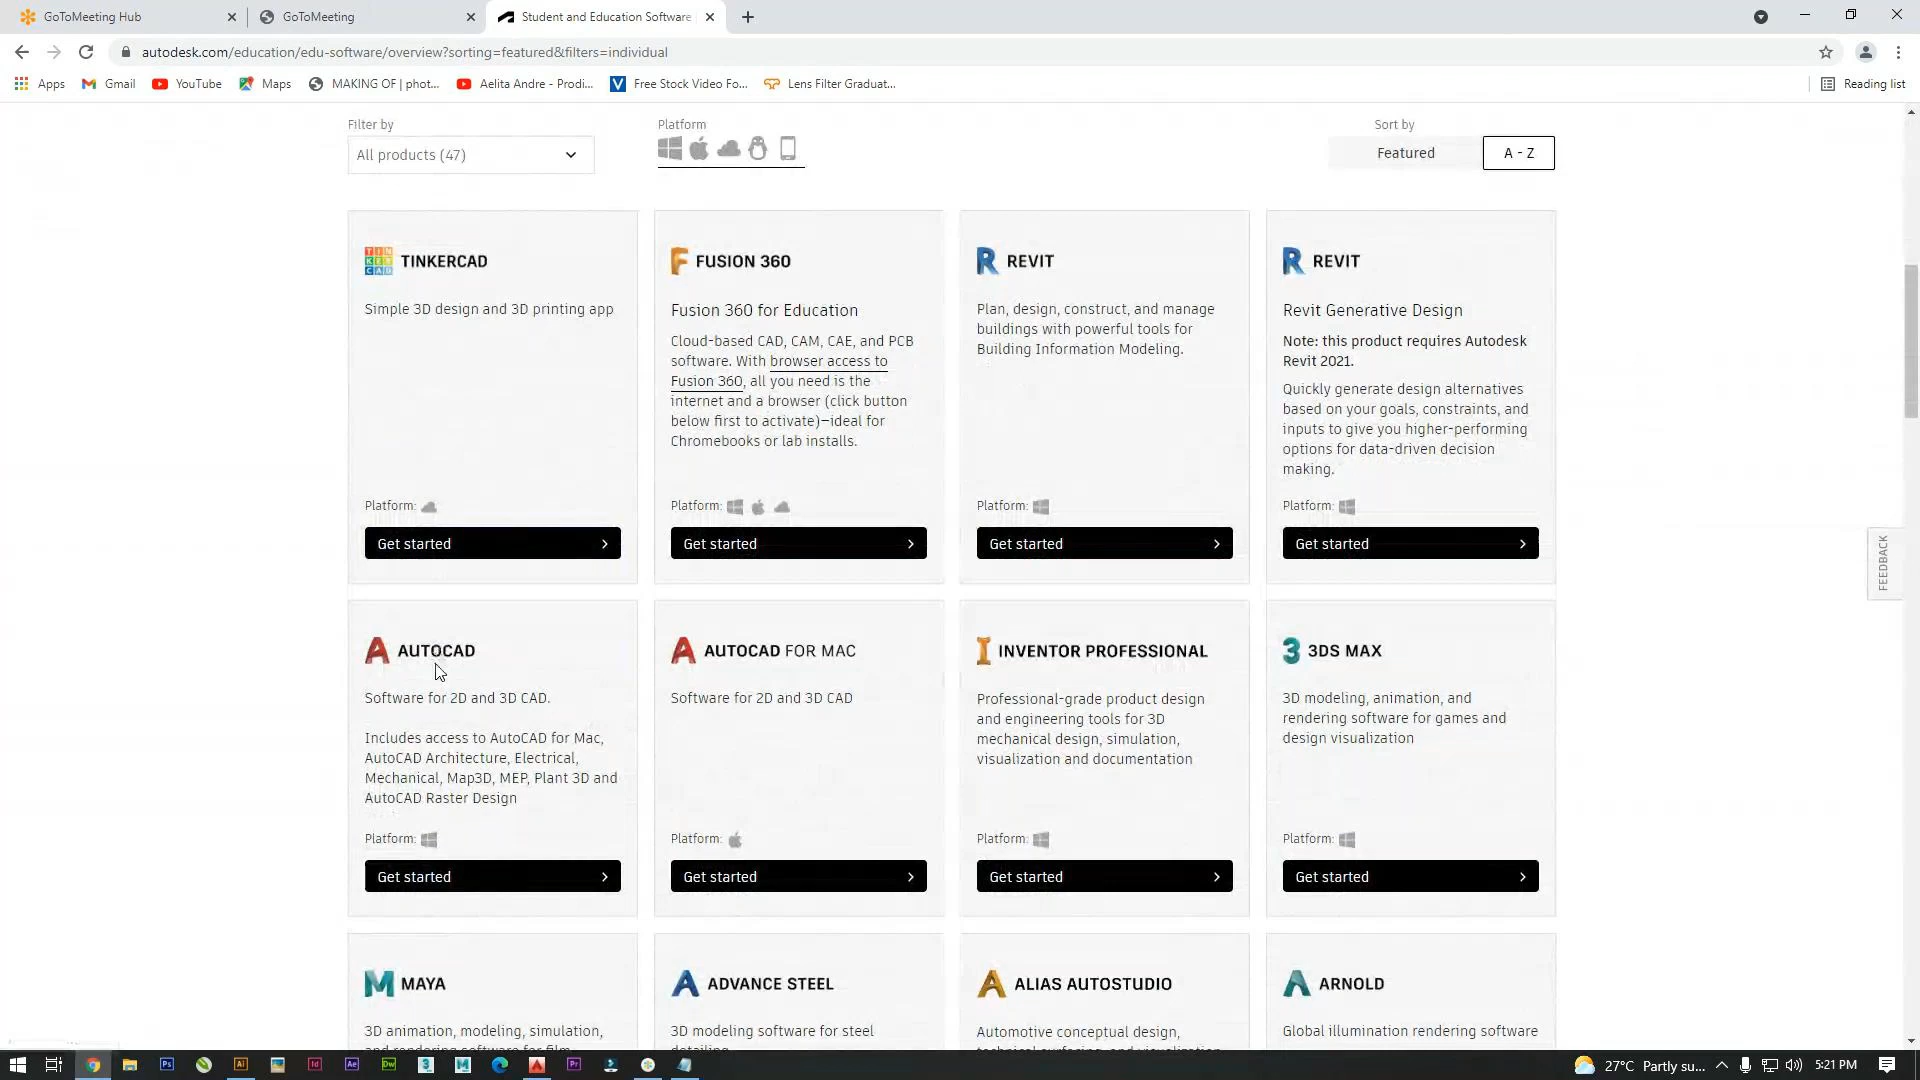 GoToMeeting Hub
GoToMeeting
Student and Education Software
autodesk.com/education/edu-software/overview?sorting=featured&filters=individual
Apps
Gmail
YouTube
Maps
MAKING OF | phot...
Aelita Andre - Prodi...
Free Stock Video Fo...
Lens Filter Graduat...
Reading list
Filter by
All products (47)
Platform
Sort by
Featured
A - Z
TINKERCAD
Simple 3D design and 3D printing app
Platform:
Get started
FUSION 360
Fusion 360 for Education
Cloud-based CAD, CAM, CAE, and PCB
software. With browser access to
Fusion 360, all you need is the
internet and a browser (click button
below first to activate)—ideal for
Chromebooks or lab installs.
Platform:
Get started
REVIT
Plan, design, construct, and manage
buildings with powerful tools for
Building Information Modeling.
Platform:
Get started
REVIT
Revit Generative Design
Note: this product requires Autodesk
Revit 2021.
Quickly generate design alternatives
based on your goals, constraints, and
inputs to give you higher-performing
options for data-driven decision
making.
Platform:
Get started
AUTOCAD
Software for 2D and 3D CAD.
Includes access to AutoCAD for Mac,
AutoCAD Architecture, Electrical,
Mechanical, Map3D, MEP, Plant 3D and
AutoCAD Raster Design
Platform:
Get started
AUTOCAD FOR MAC
Software for 2D and 3D CAD
Platform:
Get started
INVENTOR PROFESSIONAL
Professional-grade product design
and engineering tools for 3D
mechanical design, simulation,
visualization and documentation
Platform:
Get started
3DS MAX
3D modeling, animation, and
rendering software for games and
design visualization
Platform:
Get started
MAYA
3D animation, modeling, simulation,
and rendering software for film,
ADVANCE STEEL
3D modeling software for steel
detailing
ALIAS AUTOSTUDIO
Automotive conceptual design,
technical surfacing, and visualization
ARNOLD
Global illumination rendering software
FEEDBACK
27°C Partly su...
5:21 PM